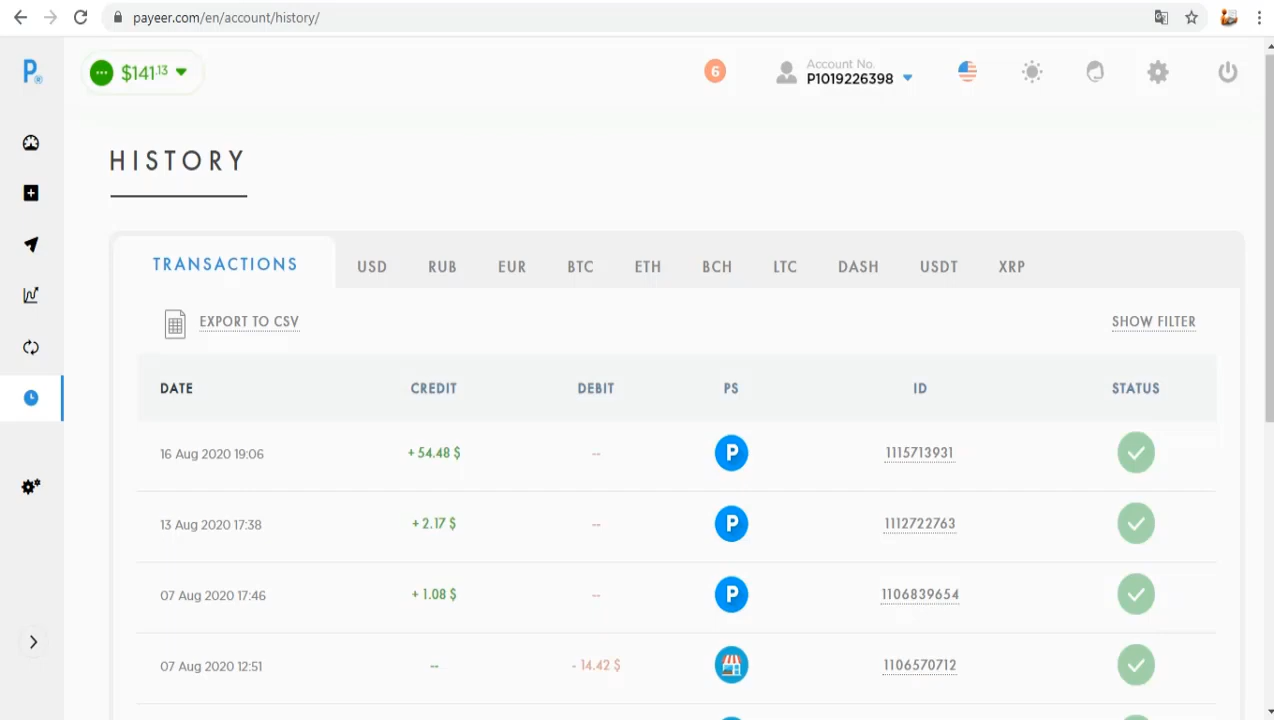 payeer.com/en/account/history/
P
$141.13
6
Account No.
P1019226398
HISTORY
TRANSACTIONS USD RUB EUR BTC ETH BCH LTC DASH USDT XRP
EXPORT TO CSV SHOW FILTER
DATE CREDIT DEBIT PS ID STATUS
16 Aug 2020 19:06 + 54.48 $ -- P 1115713931
13 Aug 2020 17:38 + 2.17 $ -- P 1112722763
07 Aug 2020 17:46 + 1.08 $ -- P 1106839654
07 Aug 2020 12:51 -- - 14.42 $ 1106570712